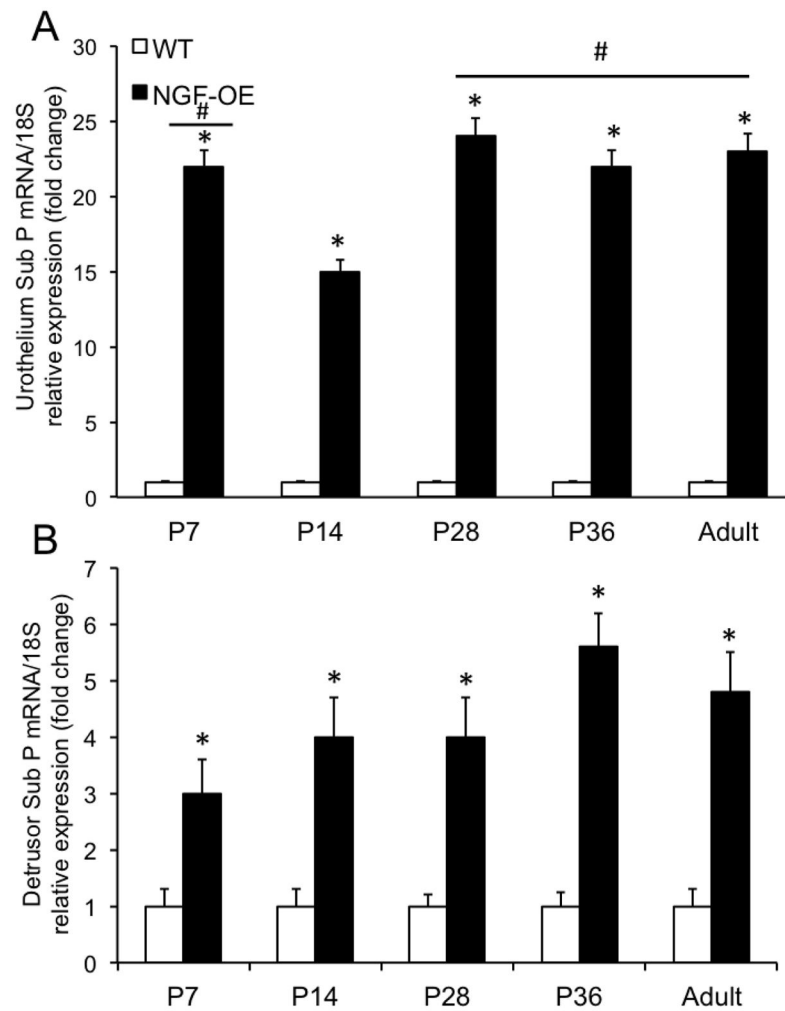 A
WT
NGF-OE
#
#
*
*
*
*
*
Urothelium Sub P mRNA/18S
relative expression (fold change)
30
25
20
15
10
5
0
P7 P14 P28 P36 Adult
B
Detrusor Sub P mRNA/18S
relative expression (fold change)
7
6
5
4
3
2
1
0
*
*
*
*
*
P7 P14 P28 P36 Adult